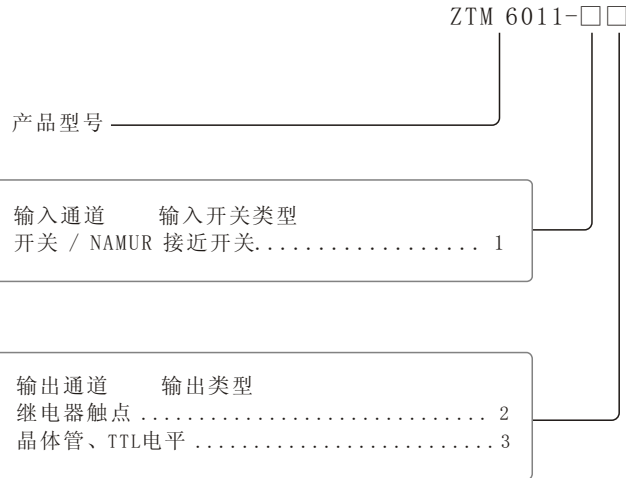 ZTM 6011-□□
产品型号
输入通道 输入开关类型
开关 / NAMUR 接近开关................... 1
输出通道 输出类型
继电器触点 .............................. 2
晶体管、TTL电平 ..........................3